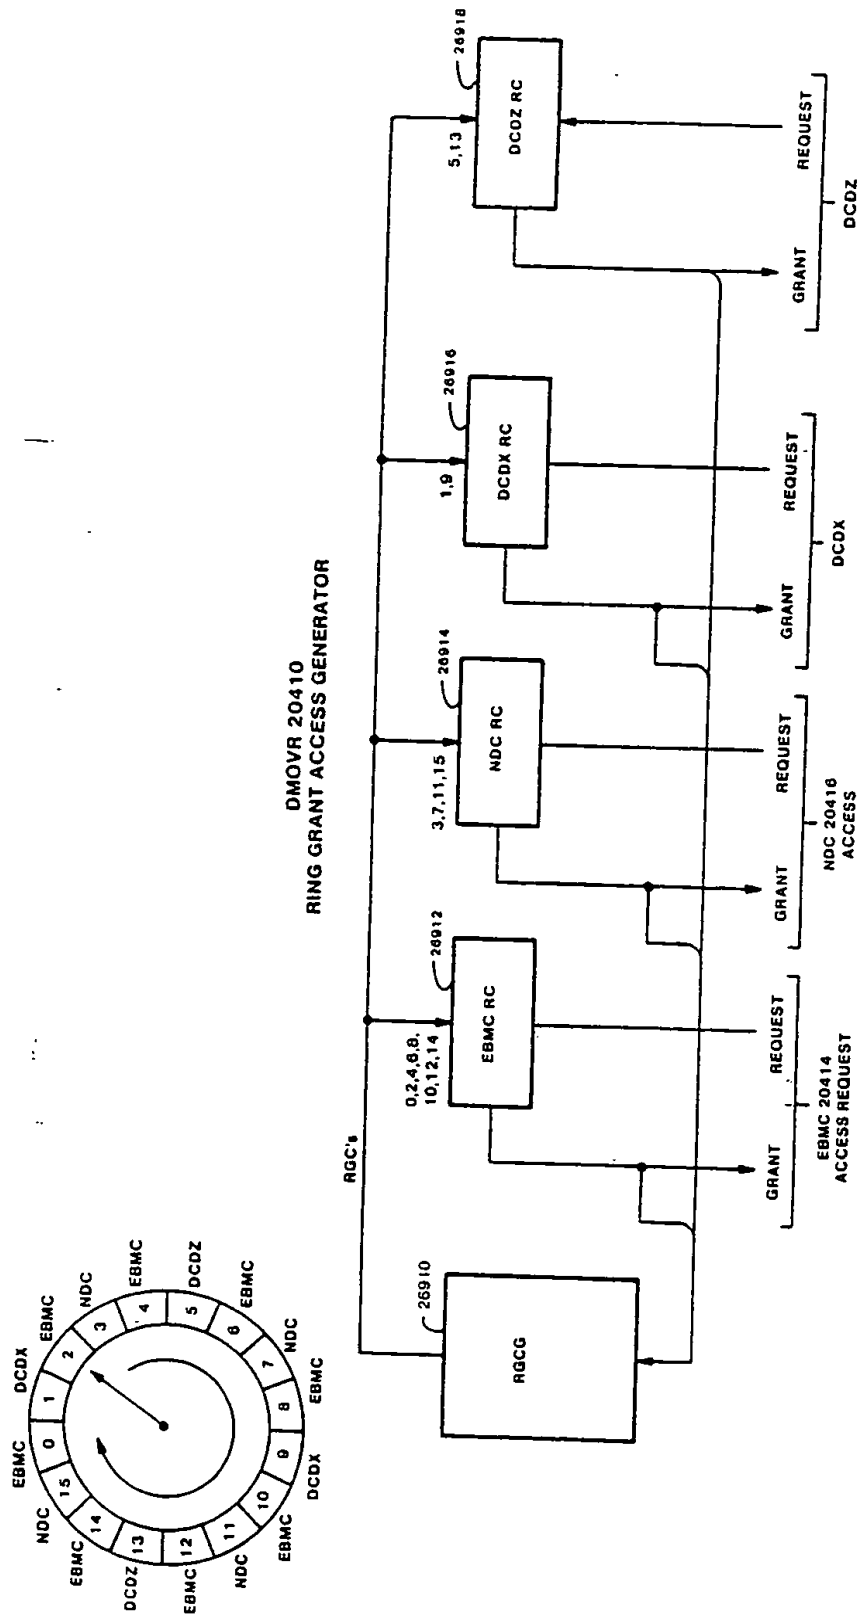 DMOVR 20410
RING GRANT ACCESS GENERATOR
EBMC
DCDX
EBMC
NDC
EBMC
DCDZ
EBMC
NDC
EBMC
DCDX
EBMC
NDC
EBMC
DCDZ
EBMC
NDC
0
1
2
3
4
5
6
7
8
9
10
11
12
13
14
15
RGC's
26910
RGCG
0,2,4,6,8,
10,12,14
26912
EBMC RC
3,7,11,15
26914
NDC RC
1,9
26916
DCDX RC
5,13
26918
DCDZ RC
GRANT
REQUEST
EBMC 20414
ACCESS REQUEST
GRANT
REQUEST
NDC 20416
ACCESS
GRANT
REQUEST
DCDX
GRANT
REQUEST
DCDZ